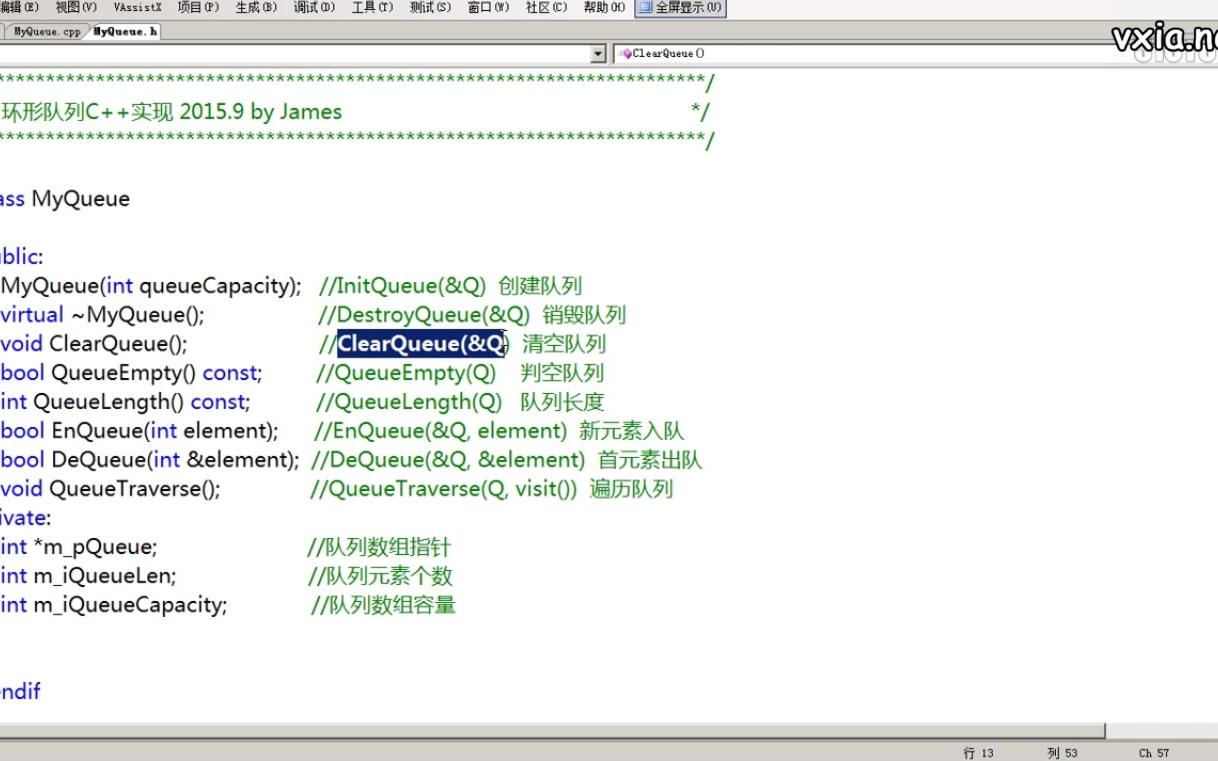 编辑(E) 视图(V) VAssistX 项目(P) 生成(B) 调试(D) 工具(T) 测试(S) 窗口(W) 社区(C) 帮助(H) 全屏显示(U)
MyQueue.cpp MyQueue.h
vxia.ne
ClearQueue()
*********************************************************************/
环形队列C++实现 2015.9 by James */
*********************************************************************/
ass MyQueue
blic:
MyQueue(int queueCapacity); //InitQueue(&Q) 创建队列
virtual ~MyQueue(); //DestroyQueue(&Q) 销毁队列
void ClearQueue(); //ClearQueue(&Q) 清空队列
bool QueueEmpty() const; //QueueEmpty(Q) 判空队列
int QueueLength() const; //QueueLength(Q) 队列长度
bool EnQueue(int element); //EnQueue(&Q, element) 新元素入队
bool DeQueue(int &element); //DeQueue(&Q, &element) 首元素出队
void QueueTraverse(); //QueueTraverse(Q, visit()) 遍历队列
ivate:
int *m_pQueue; //队列数组指针
int m_iQueueLen; //队列元素个数
int m_iQueueCapacity; //队列数组容量
endif
行 13 列 53 Ch 57